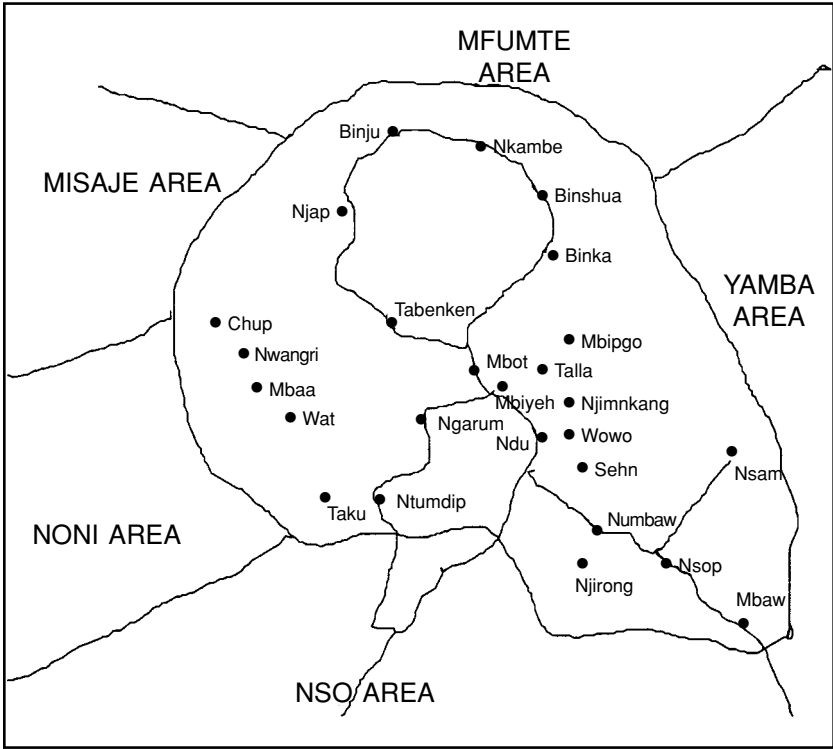 MFUMTE
AREA
Binju
Nkambe
MISAJE AREA
Binshua
Njap
Binka
YAMBA
AREA
Tabenken
Chup
Mbipgo
Nwangri
Mbot
Talla
Mbaa
Mbiyeh
Njimnkang
Wat
Ngarum
Ndu
Wowo
Sehn
Nsam
Taku
Ntumdip
Numbaw
NONI AREA
Njirong
Nsop
Mbaw
NSO AREA